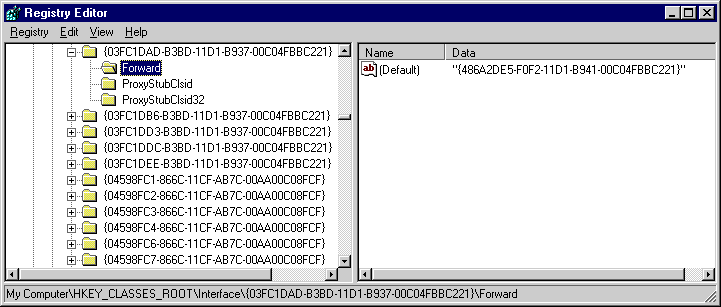 Registry Editor
Registry Edit View Help
{03FC1DAD-B3BD-11D1-B937-00C04FBBC221}
Forward
ProxyStubClsid
ProxyStubClsid32
{03FC1DB6-B3BD-11D1-B937-00C04FBBC221}
{03FC1DD3-B3BD-11D1-B937-00C04FBBC221}
{03FC1DDC-B3BD-11D1-B937-00C04FBBC221}
{03FC1DEE-B3BD-11D1-B937-00C04FBBC221}
{04598FC1-866C-11CF-AB7C-00AA00C08FCF}
{04598FC2-866C-11CF-AB7C-00AA00C08FCF}
{04598FC3-866C-11CF-AB7C-00AA00C08FCF}
{04598FC4-866C-11CF-AB7C-00AA00C08FCF}
{04598FC6-866C-11CF-AB7C-00AA00C08FCF}
{04598FC7-866C-11CF-AB7C-00AA00C08FCF}
Name Data
ab (Default) "{486A2DE5-F0F2-11D1-B941-00C04FBBC221}"
My Computer\HKEY_CLASSES_ROOT\Interface\{03FC1DAD-B3BD-11D1-B937-00C04FBBC221}\Forward